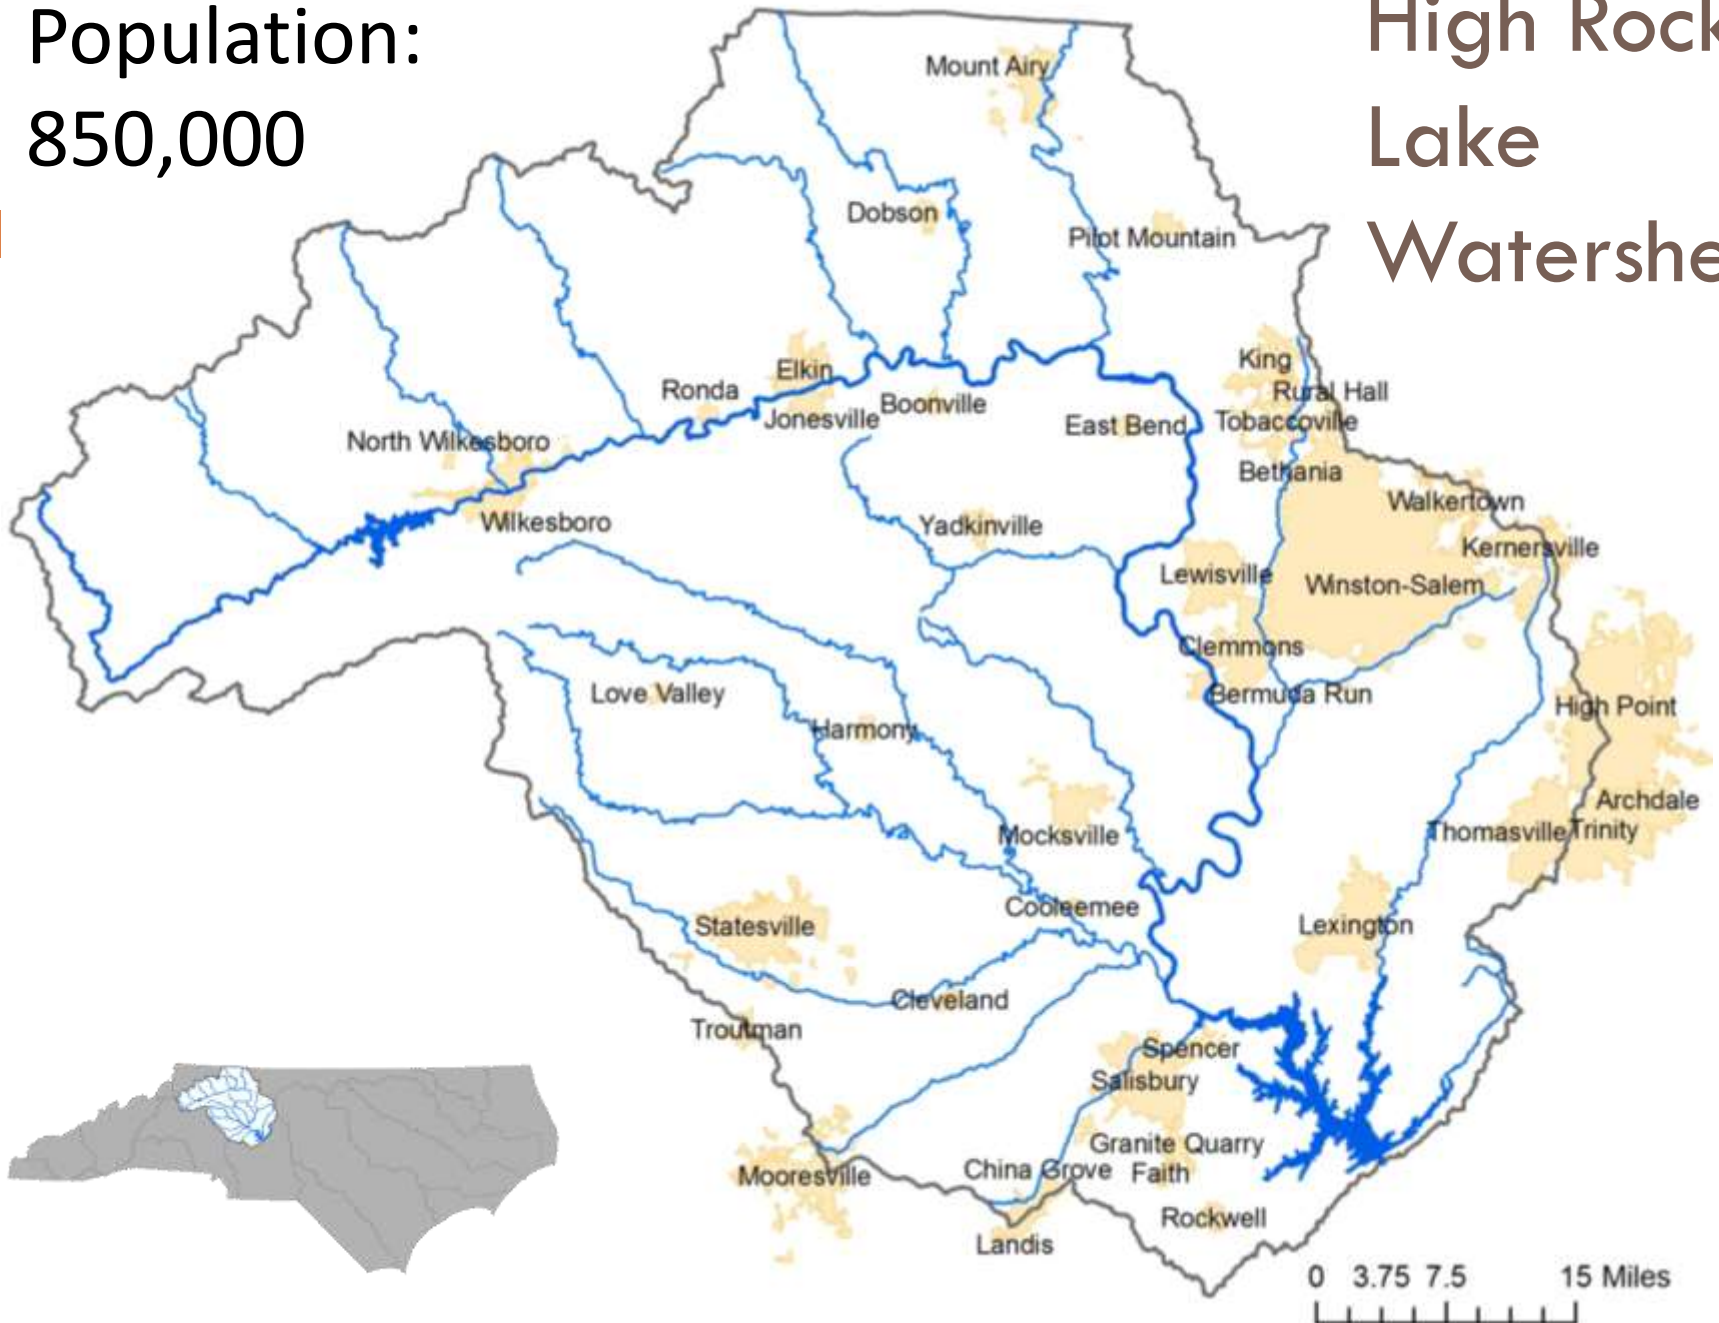 Population:
850,000
High Rock
Lake
Watershe
Mount Airy
Dobson
Pilot Mountain
King
Rural Hall
Tobaccoville
Elkin
Ronda
Jonesville
Boonville
East Bend
North Wilkesboro
Bethania
Walkertown
Wilkesboro
Yadkinville
Kernersville
Lewisville
Winston-Salem
Clemmons
Love Valley
Bermuda Run
High Point
Harmony
Archdale
Mocksville
Thomasville
Trinity
Cooleemee
Statesville
Lexington
Cleveland
Troutman
Spencer
Salisbury
Granite Quarry
Mooresville
China Grove
Faith
Rockwell
Landis
0 3.75 7.5 15 Miles